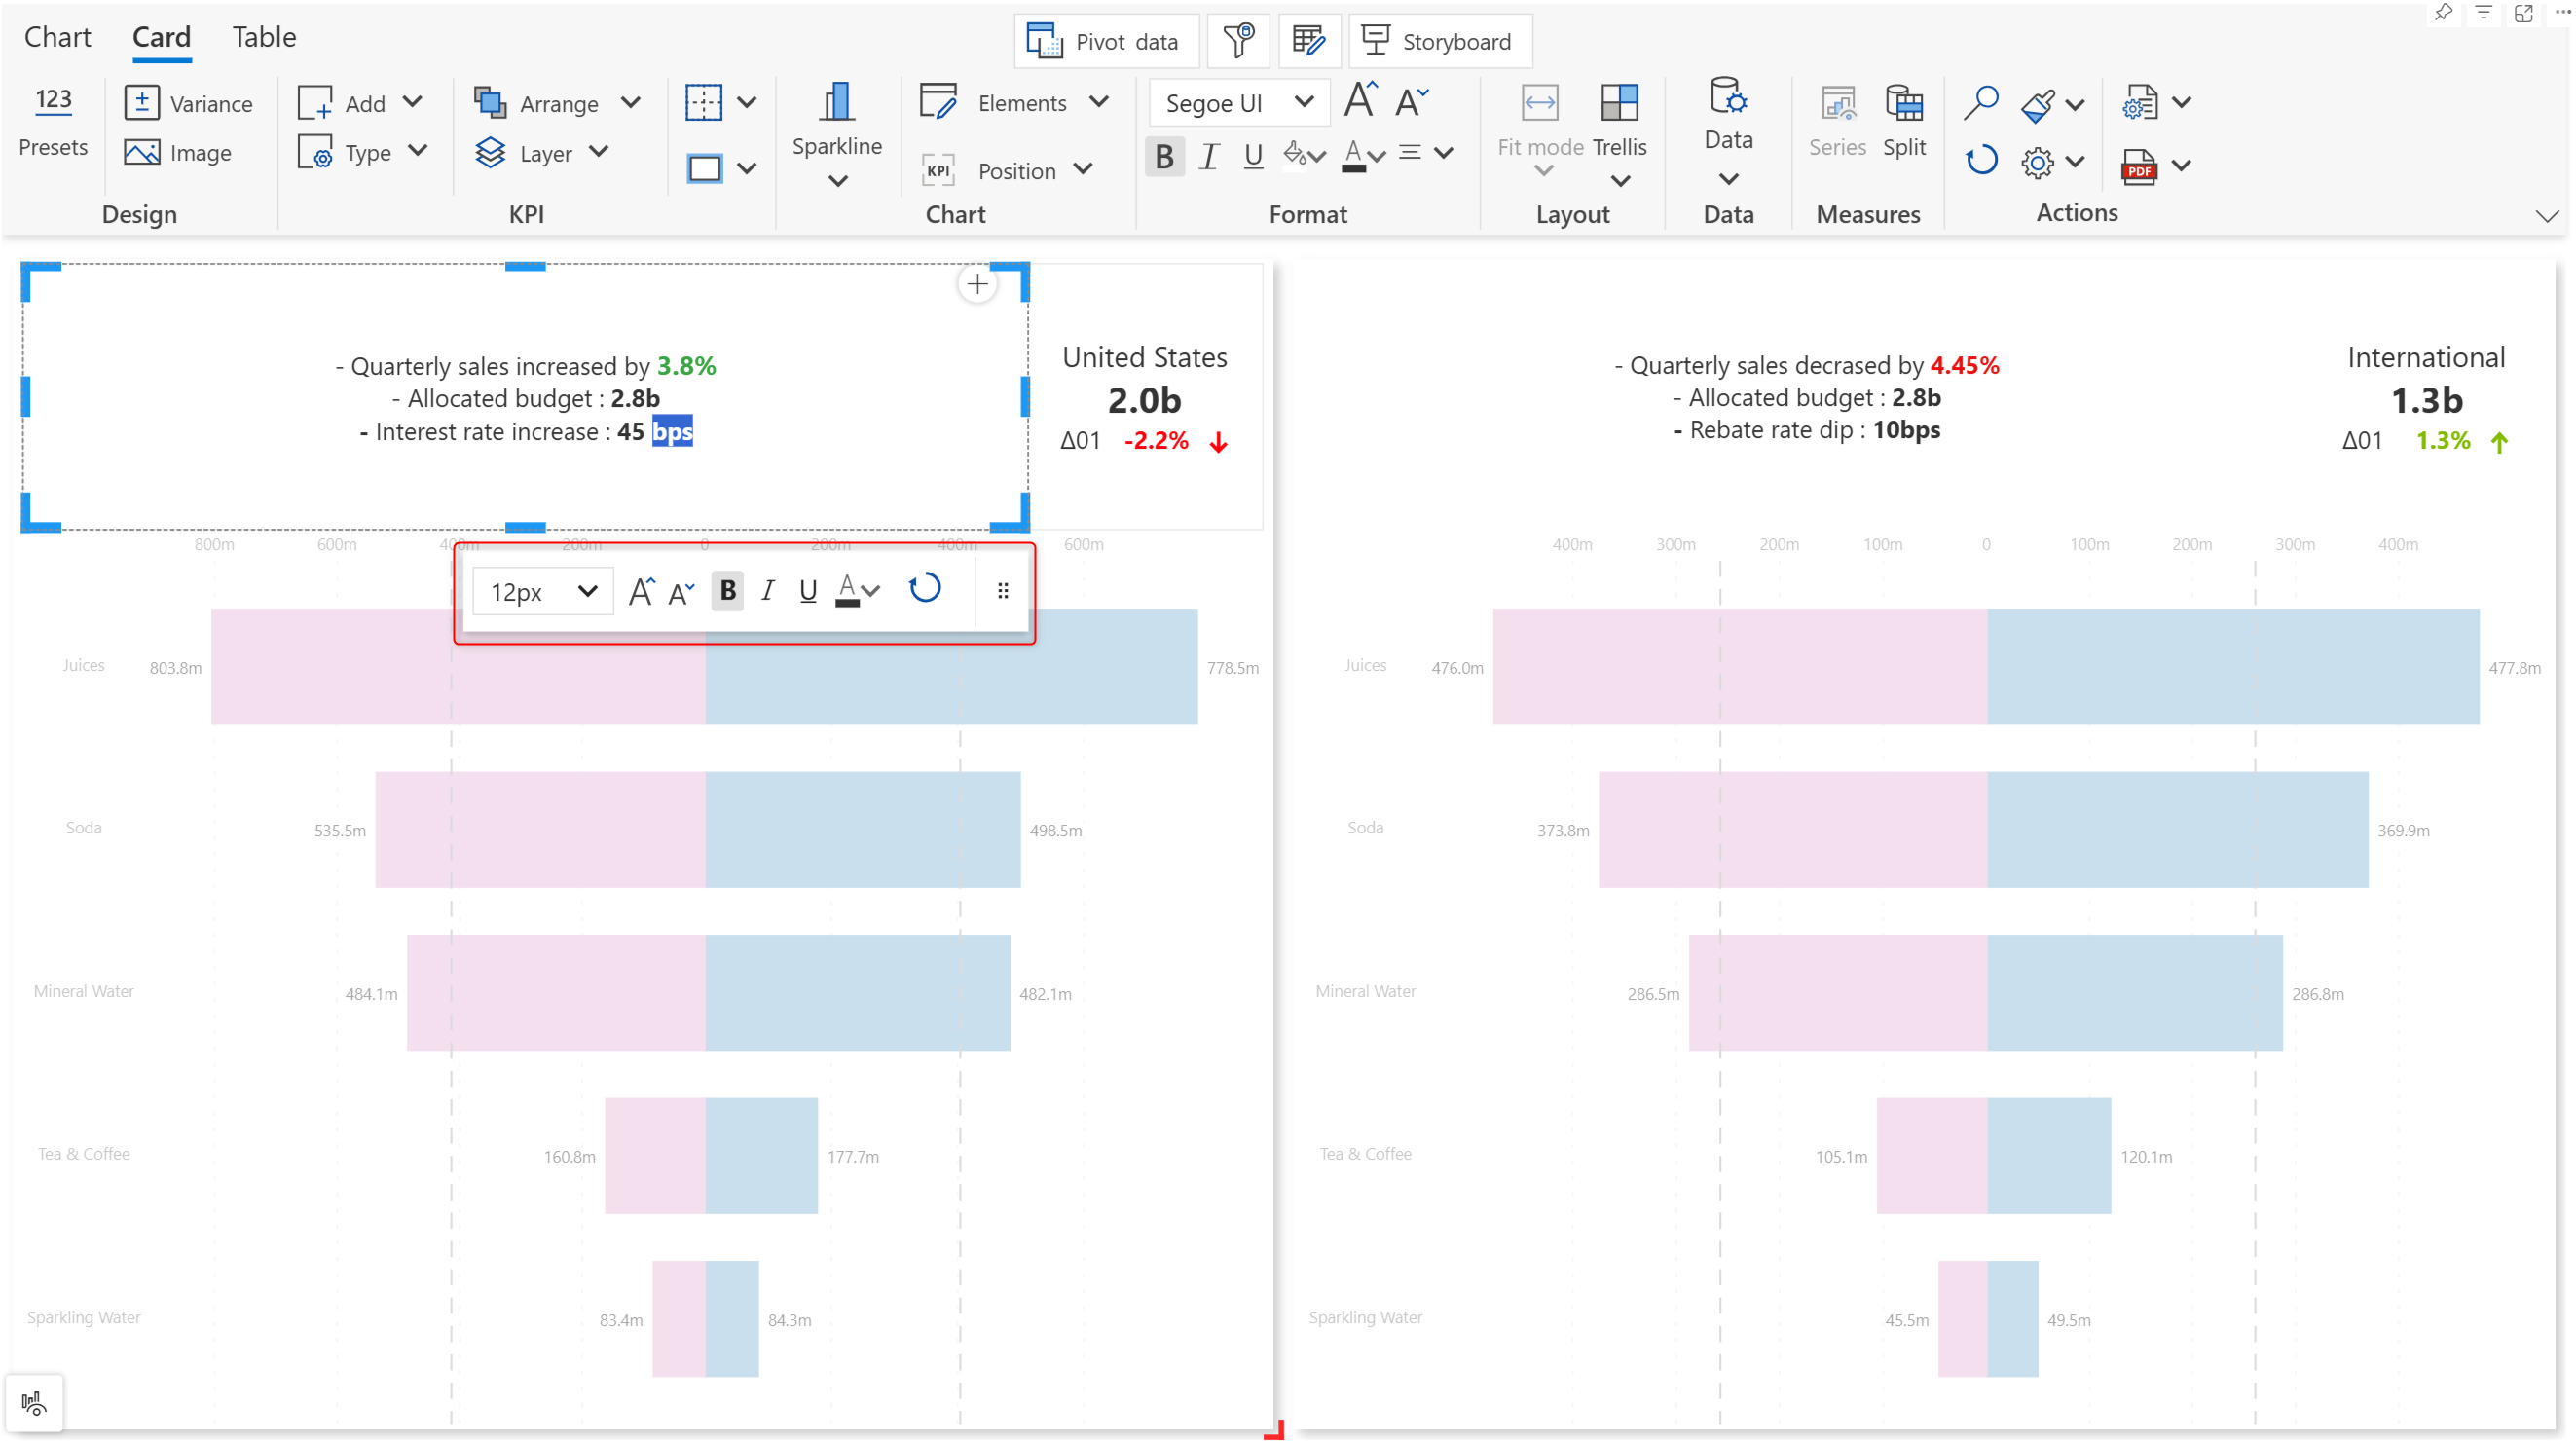 Chart Card Table
Pivot data Storyboard
123
Presets
Variance
Image
Design
Add
Type
Arrange
Layer
KPI
Sparkline
Elements
KPI Position
Chart
Segoe UI A A
B I U A
Format
Fit mode
Trellis
Layout
Data
Data
Series
Split
Measures
PDF
Actions
- Quarterly sales increased by 3.8%
- Allocated budget : 2.8b
- Interest rate increase : 45 bps
United States
2.0b
Δ01 -2.2%
- Quarterly sales decrased by 4.45%
- Allocated budget : 2.8b
- Rebate rate dip : 10bps
International
1.3b
Δ01 1.3%
800m 600m 400m 200m 0 200m 400m 600m
12px A A B I U A
Juices 803.8m 778.5m
Soda 535.5m 498.5m
Mineral Water 484.1m 482.1m
Tea & Coffee 160.8m 177.7m
Sparkling Water 83.4m 84.3m
400m 300m 200m 100m 0 100m 200m 300m 400m
Juices 476.0m 477.8m
Soda 373.8m 369.9m
Mineral Water 286.5m 286.8m
Tea & Coffee 105.1m 120.1m
Sparkling Water 45.5m 49.5m